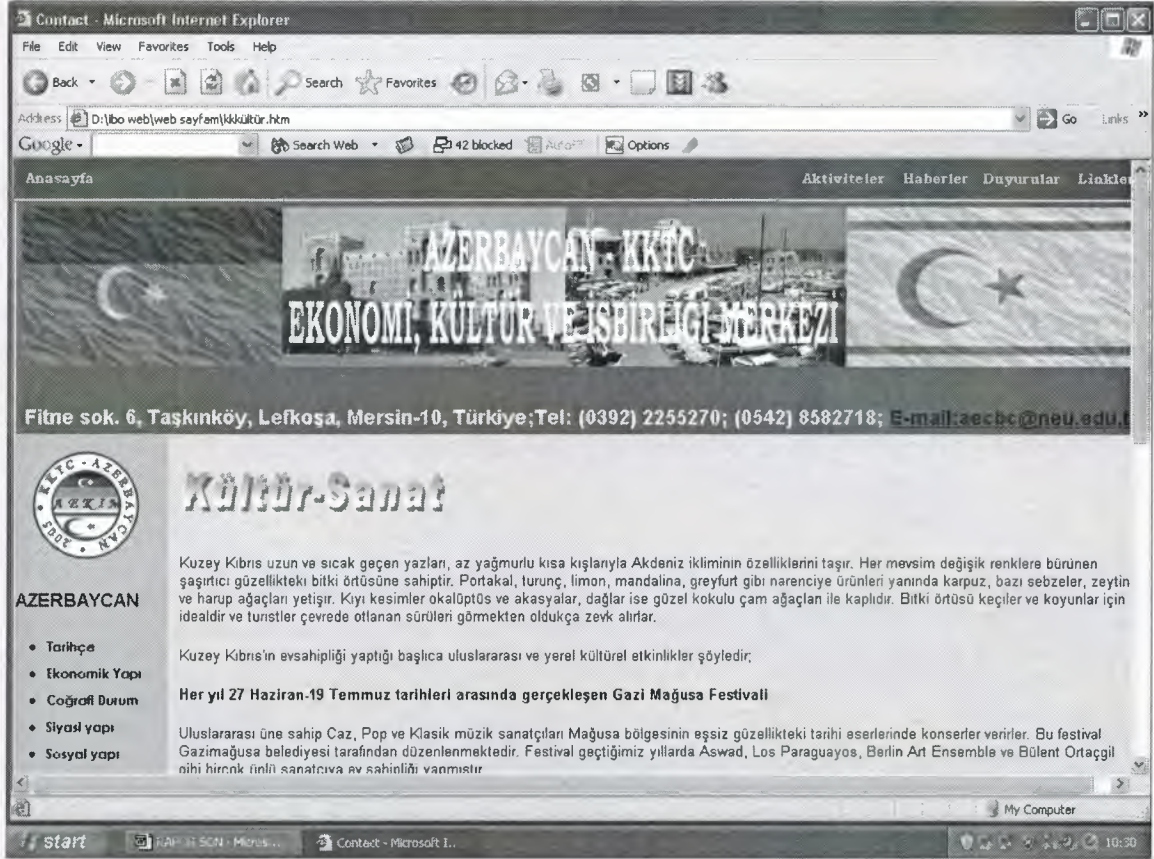 Contact - Microsoft Internet Explorer
File Edit View Favorites Tools Help
Back Search Favorites
Address D:\ibo web\web sayfam\kkkültür.htm Go Links »
Google Search Web 42 blocked Options
Anasayfa Aktiviteler Haberler Duyurular Linkler
AZERBAYCAN - KKTC
EKONOMİ, KÜLTÜR VE ISBIRLIGI MERKEZİ
Fitne sok. 6, Taşkınköy, Lefkoşa, Mersin-10, Türkiye;Tel: (0392) 2255270; (0542) 8582718; E-mail:aecbc@neu.edu.t
KKTC - AZERBAYCAN
2005
Kültür-Sanat
Kuzey Kıbrıs uzun ve sıcak geçen yazları, az yağmurlu kısa kışlarıyla Akdeniz ikliminin özelliklerini taşır. Her mevsim değişik renklere bürünen
şaşırtıcı güzellikteki bitki örtüsüne sahiptir. Portakal, turunç, limon, mandalina, greyfurt gibi narenciye ürünleri yanında karpuz, bazı sebzeler, zeytin
ve harup ağaçları yetişir. Kıyı kesimler okalüptüs ve akasyalar, dağlar ise güzel kokulu çam ağaçları ile kaplıdır. Bitki örtüsü keçiler ve koyunlar için
idealdir ve turistler çevrede otlanan sürüleri görmekten oldukça zevk alırlar.
Kuzey Kıbrıs'ın evsahipliği yaptığı başlıca uluslararası ve yerel kültürel etkinlikler şöyledir;
Her yıl 27 Haziran-19 Temmuz tarihleri arasında gerçekleşen Gazi Mağusa Festivali
Uluslararası üne sahip Caz, Pop ve Klasik müzik sanatçıları Mağusa bölgesinin eşsiz güzellikteki tarihi eserlerinde konserler verirler. Bu festival
Gazimağusa belediyesi tarafından düzenlenmektedir. Festival geçtiğimiz yıllarda Aswad, Los Paraguayos, Berlin Art Ensemble ve Bülent Ortaçgil
gibi birçok ünlü sanatçıya ev sahipliği yapmıştır
AZERBAYCAN
• Tarihçe
• Ekonomik Yapı
• Coğrafi Durum
• Siyasi yapı
• Sosyal yapı
My Computer
start Contact - Microsoft I... 10:30